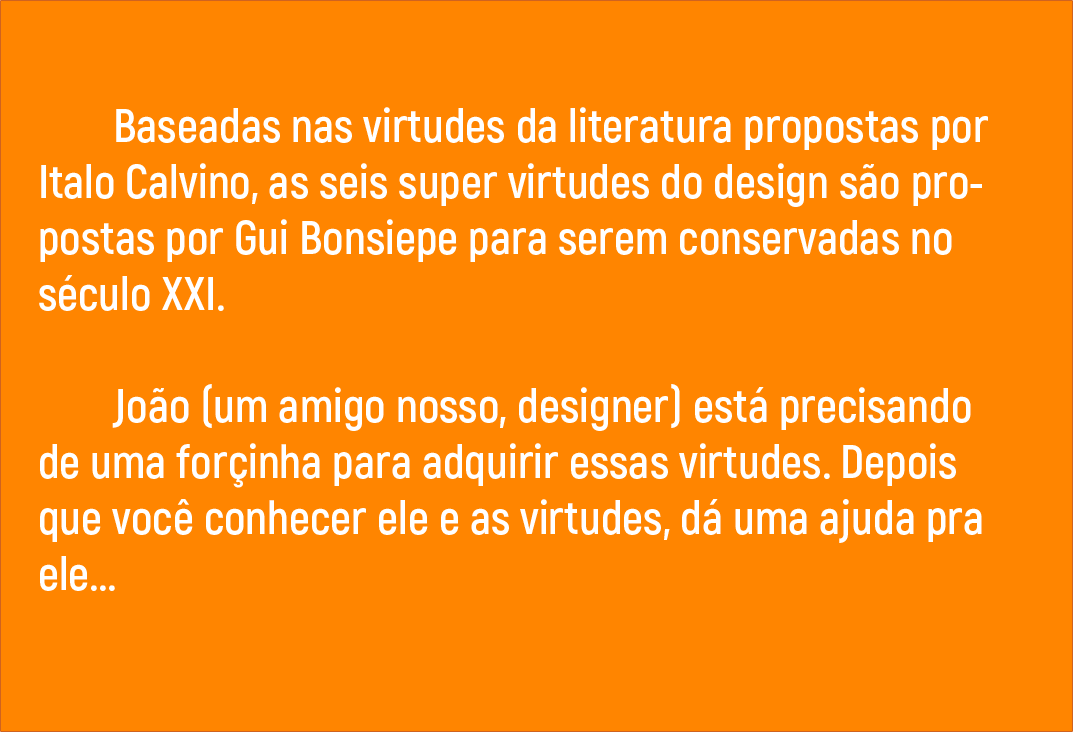 Baseadas nas virtudes da literatura propostas por
Italo Calvino, as seis super virtudes do design são pro-
postas por Gui Bonsiepe para serem conservadas no
século XXI.
João (um amigo nosso, designer) está precisando
de uma forçinha para adquirir essas virtudes. Depois
que você conhecer ele e as virtudes, dá uma ajuda pra
ele...